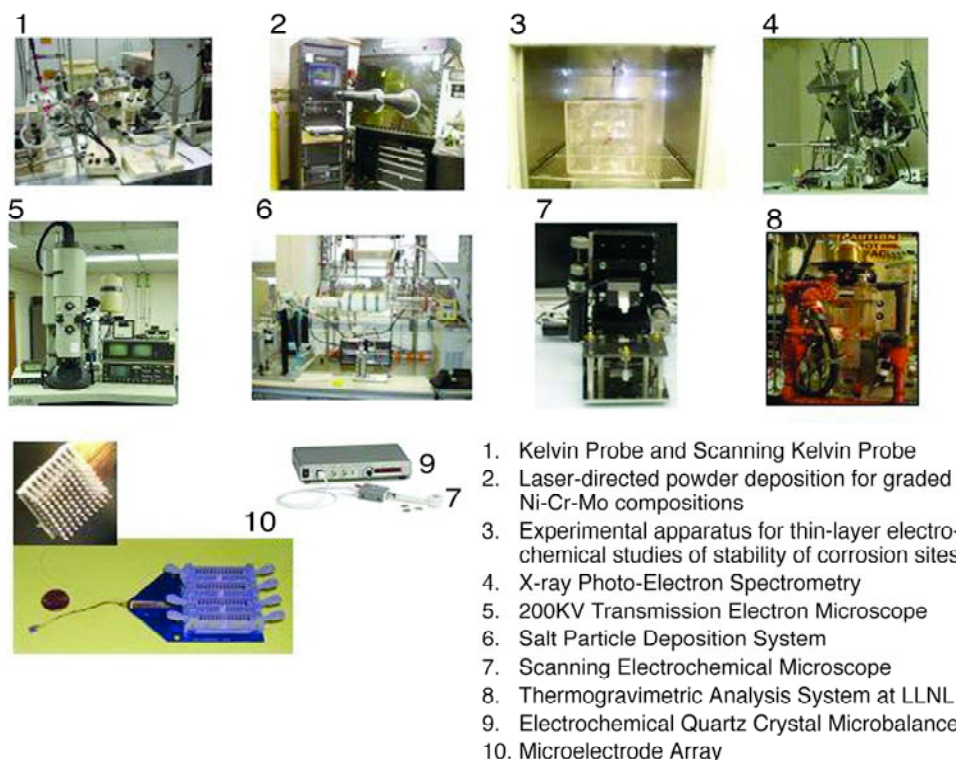 1
2
3
4
5
6
7
8
CAUTION
9
7
10
1. Kelvin Probe and Scanning Kelvin Probe
2. Laser-directed powder deposition for graded
Ni-Cr-Mo compositions
3. Experimental apparatus for thin-layer electro-
chemical studies of stability of corrosion sites
4. X-ray Photo-Electron Spectrometry
5. 200KV Transmission Electron Microscope
6. Salt Particle Deposition System
7. Scanning Electrochemical Microscope
8. Thermogravimetric Analysis System at LLNL
9. Electrochemical Quartz Crystal Microbalance
10. Microelectrode Array